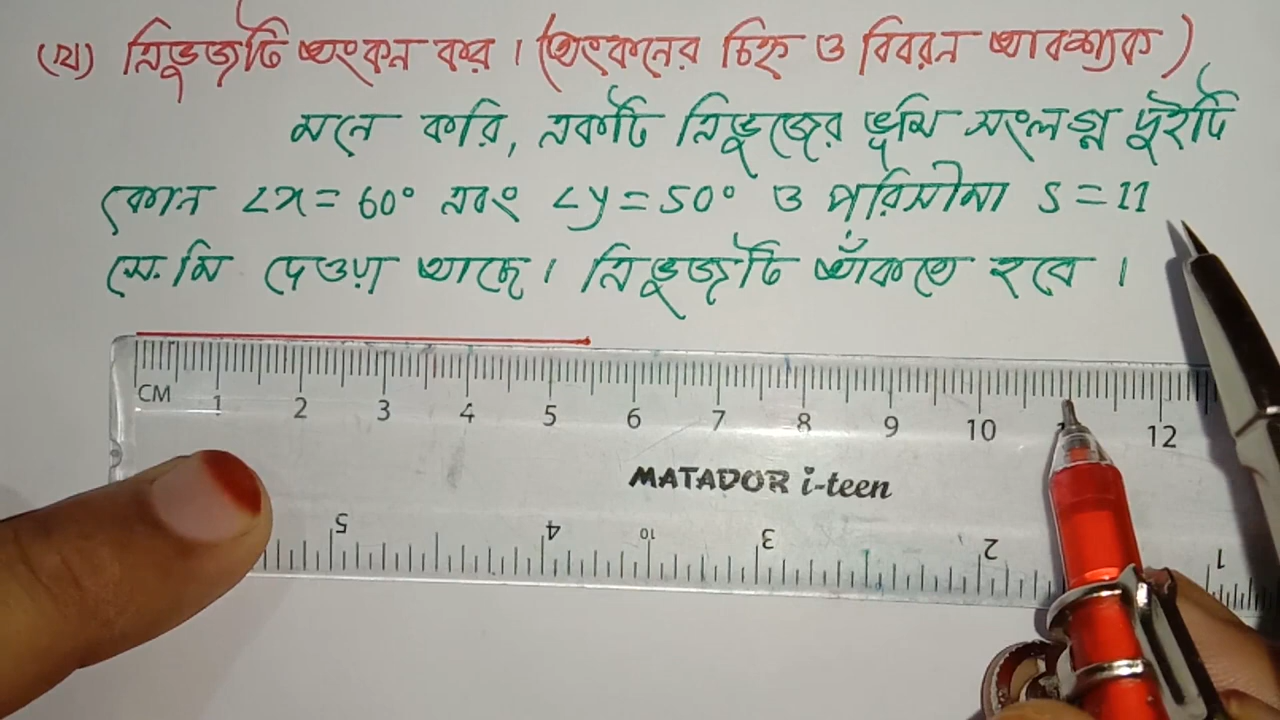 (খ) ত্রিভুজটি অংকন কর। (অংকনের চিহ্ন ও বিবরন আবশ্যক)
মনে করি, একটি ত্রিভুজের ভূমি সংলগ্ন দুইটি
কোন ∠x = 60° এবং ∠y = 50° ও পরিসীমা S = 11
সে.মি দেওয়া আছে। ত্রিভুজটি আঁকতে হবে।
CM 1 2 3 4 5 6 7 8 9 10 12
MATADOR i-teen
5 4 10 3 2 1